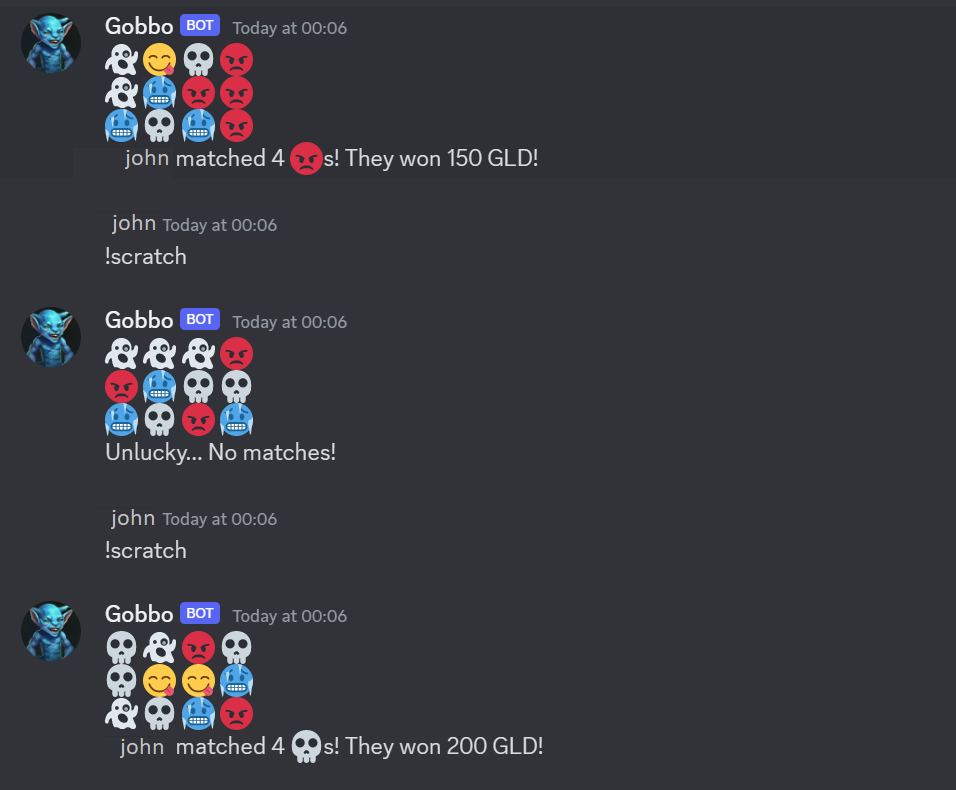 Gobbo BOT Today at 00:06
👻😋💀😡
👻🥶😡😡
🥶💀🥶😡
john matched 4 😡s! They won 150 GLD!
john Today at 00:06
!scratch
Gobbo BOT Today at 00:06
👻👻👻😡
😡🥶💀💀
🥶💀😡🥶
Unlucky... No matches!
john Today at 00:06
!scratch
Gobbo BOT Today at 00:06
💀👻😡💀
💀😋😋🥶
👻💀🥶😡
john matched 4 💀s! They won 200 GLD!